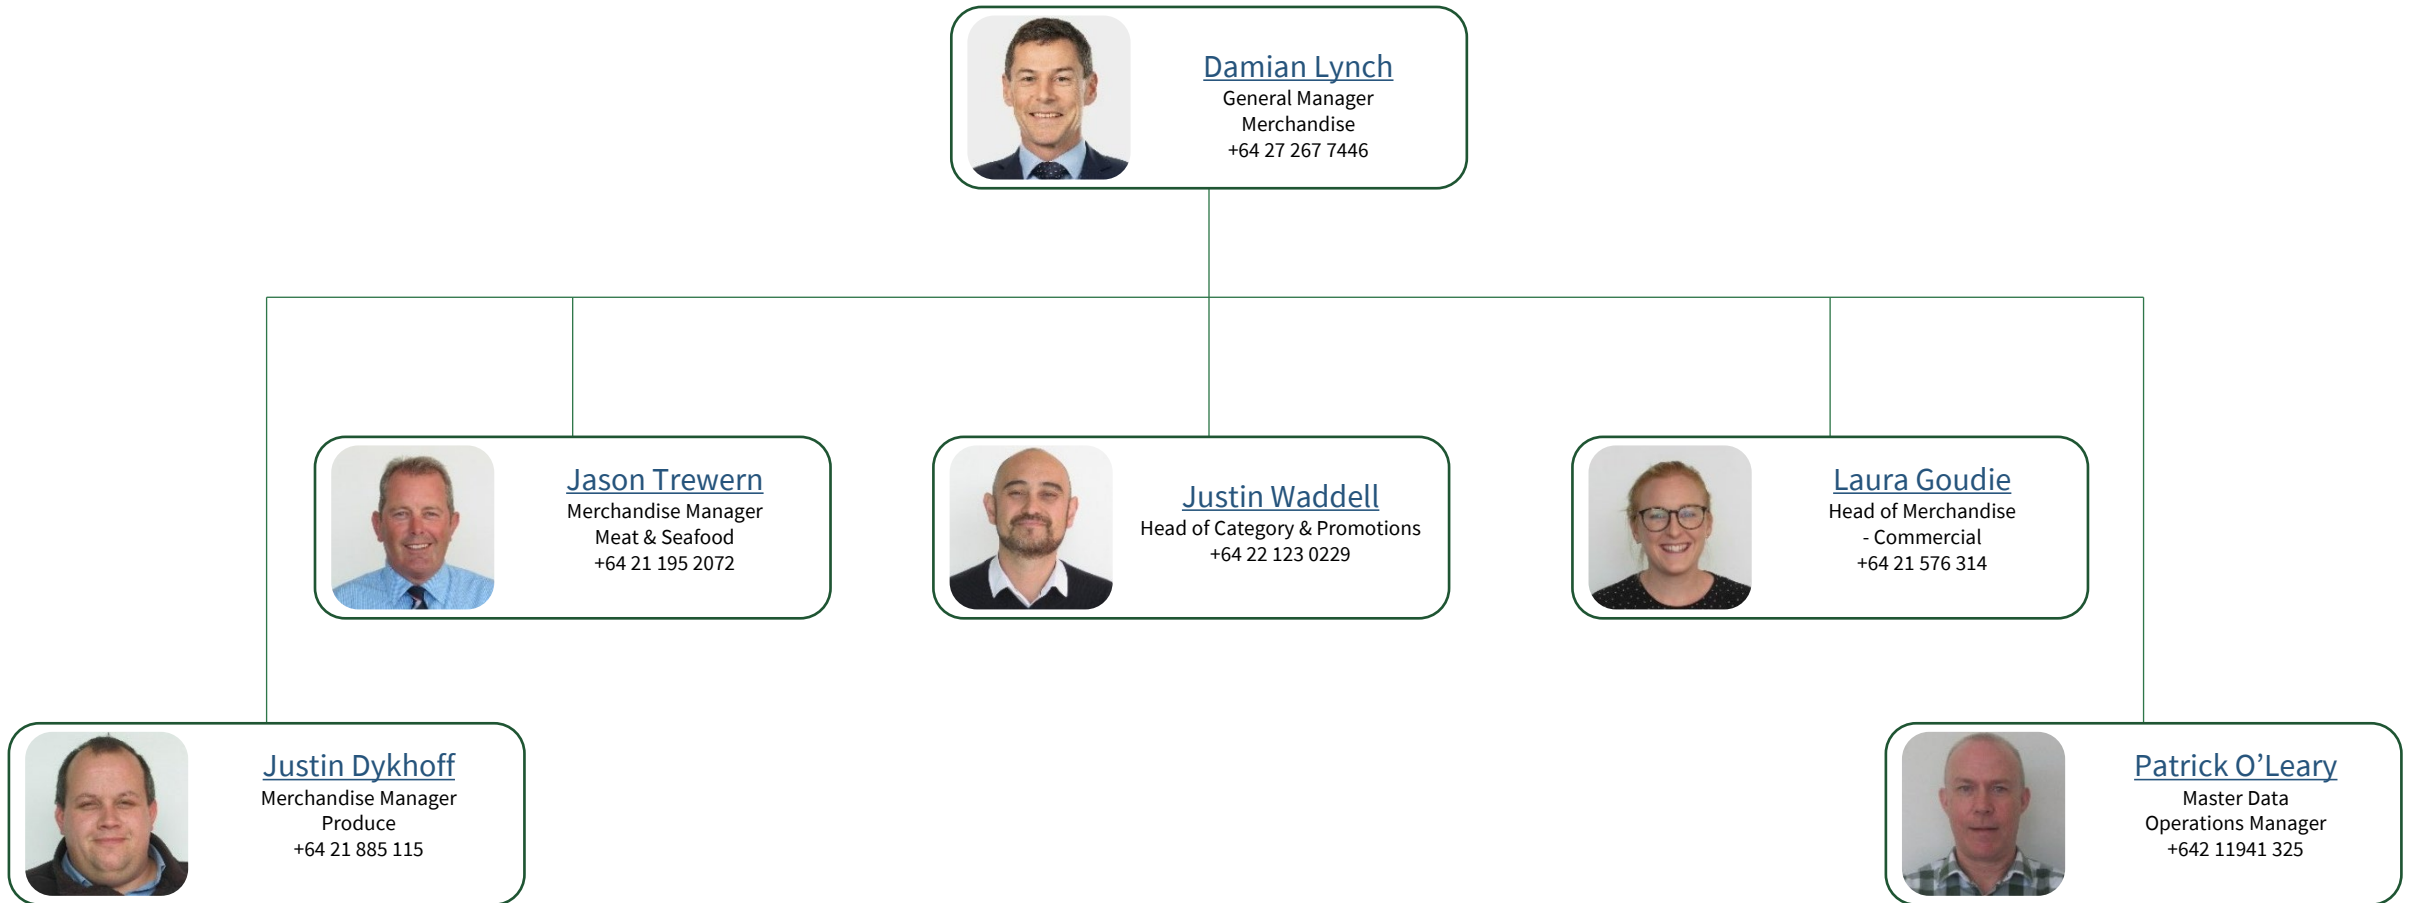 Damian Lynch
General Manager
Merchandise
+64 27 267 7446
Jason Trewern
Merchandise Manager
Meat & Seafood
+64 21 195 2072
Justin Waddell
Head of Category & Promotions
+64 22 123 0229
Laura Goudie
Head of Merchandise
- Commercial
+64 21 576 314
Justin Dykhoff
Merchandise Manager
Produce
+64 21 885 115
Patrick O’Leary
Master Data
Operations Manager
+642 11941 325